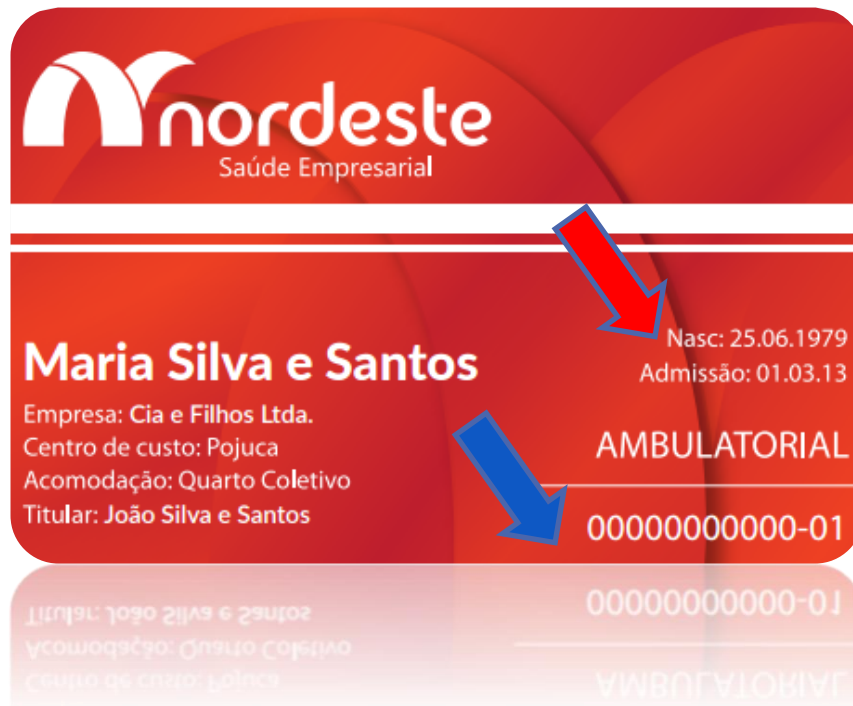 nordeste
Saúde Empresarial
Nasc: 25.06.1979
Admissão: 01.03.13
Maria Silva e Santos
Empresa: Cia e Filhos Ltda.
Centro de custo: Pojuca
Acomodação: Quarto Coletivo
Titular: João Silva e Santos
AMBULATORIAL
00000000000-01